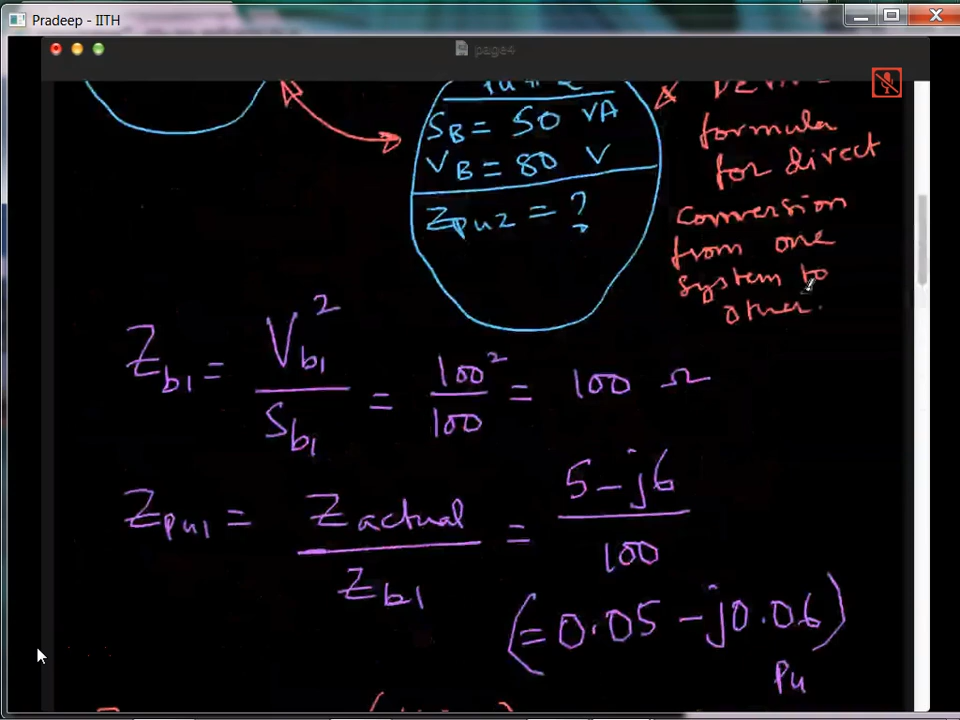 Pradeep - IITH
page4
S_B = 50 VA
V_B = 80 V
Z_pu2 = ?
formula
for direct
conversion
from one
system to
other.
Z_b1 = V_b1^2 / S_b1 = 100^2 / 100 = 100 Ω
Z_pu1 = Z actual / Z_b1 = 5 - j6 / 100
(= 0.05 - j0.06)
Pu